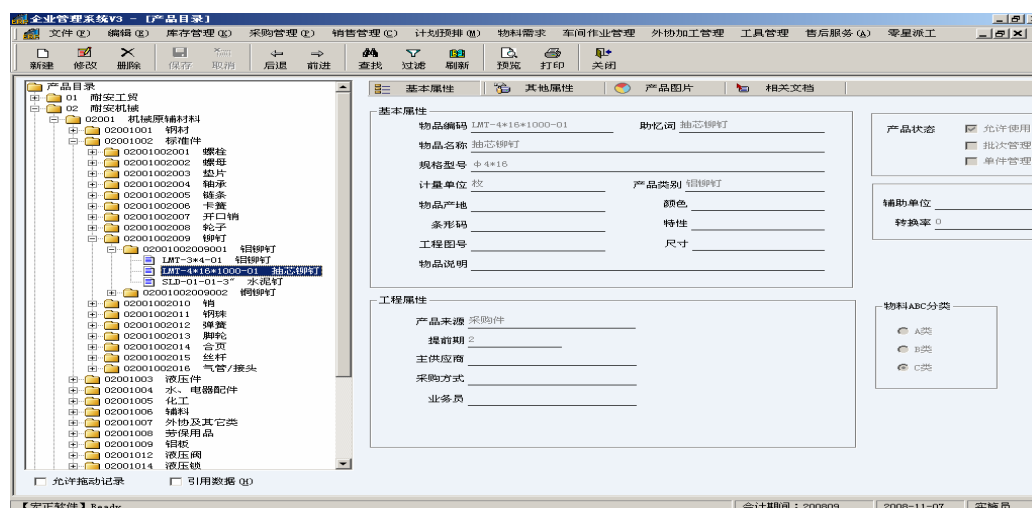 企业管理系统V3 - [产品目录]
文件(F) 编辑(E) 库存管理(K) 采购管理(P) 销售管理(C) 计划预排(M) 物料需求 车间作业管理 外协加工管理 工具管理 售后服务(A) 零星派工
新建 修改 删除 保存 取消 后退 前进 查找 过滤 刷新 预览 打印 关闭
产品目录
01 耐安工贸
02 耐安机械
02001 机械原辅材料
02001001 钢材
02001002 标准件
02001002001 螺栓
02001002002 螺母
02001002003 垫片
02001002004 轴承
02001002005 链条
02001002006 卡簧
02001002007 开口销
02001002008 轮子
02001002009 铆钉
02001002009001 铝铆钉
LMT-3*4-01 铝铆钉
LMT-4*16*1000-01 抽芯铆钉
SLD-01-01-3″ 水泥钉
02001002009002 铜铆钉
02001002010 销
02001002011 钢珠
02001002012 弹簧
02001002013 脚轮
02001002014 合页
02001002015 丝杆
02001002016 气管/接头
02001003 液压件
02001004 水、电器配件
02001005 化工
02001006 辅料
02001007 外协及其它类
02001008 劳保用品
02001009 铝板
02001012 液压阀
02001014 液压锁
允许拖动记录 引用数据(Q)
基本属性 其他属性 产品图片 相关文档
基本属性
物品编码 LMT-4*16*1000-01 助忆词 抽芯铆钉
物品名称 抽芯铆钉
规格型号 Φ4*16
计量单位 枚 产品类别 铝铆钉
物品产地 颜色
条形码 特性
工程图号 尺寸
物品说明
产品状态 允许使用
批次管理
单件管理
辅助单位
转换率 0
工程属性
产品来源 采购件
提前期 2
主供应商
采购方式
业务员
物料ABC分类
A类
B类
C类
【宏正软件】Ready 会计期间：200809 2008-11-07 实施员